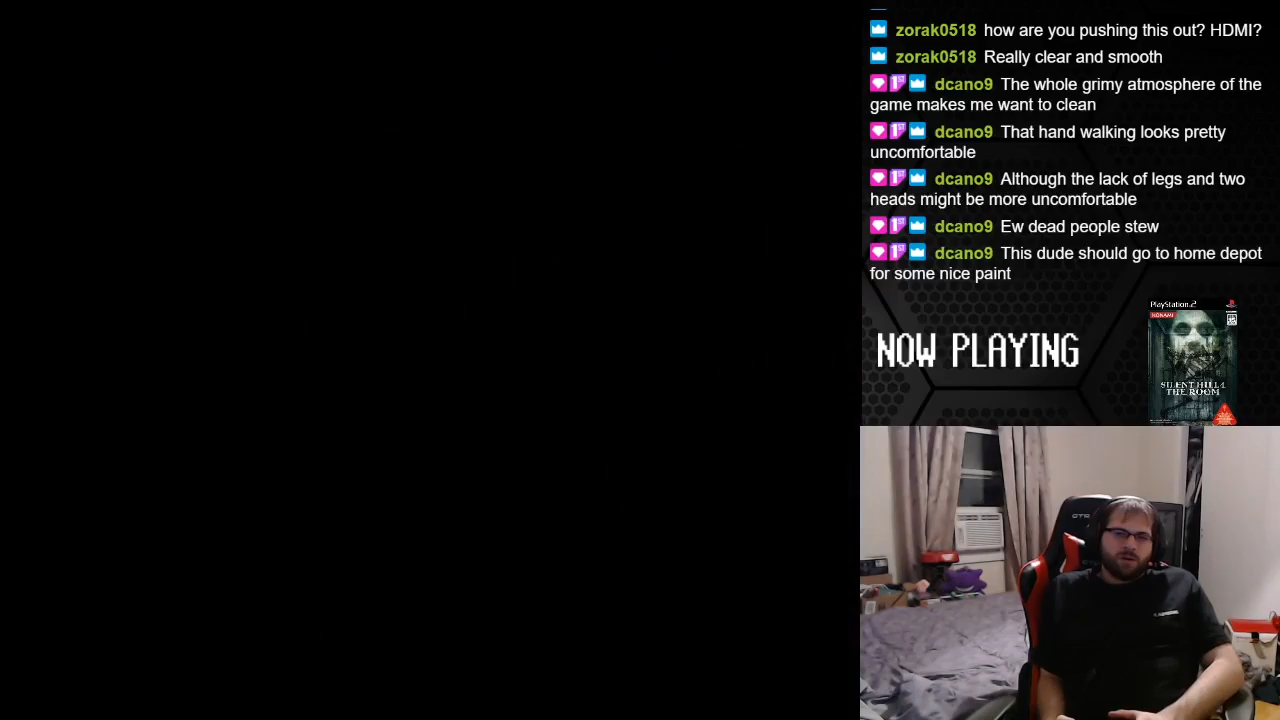 zorak0518 how are you pushing this out? HDMI?
zorak0518 Really clear and smooth
dcano9 The whole grimy atmosphere of the
game makes me want to clean
dcano9 That hand walking looks pretty
uncomfortable
dcano9 Although the lack of legs and two
heads might be more uncomfortable
dcano9 Ew dead people stew
dcano9 This dude should go to home depot
for some nice paint
NOW PLAYING
PlayStation 2
KONAMI
SILENT HILL 4
THE ROOM
GTR